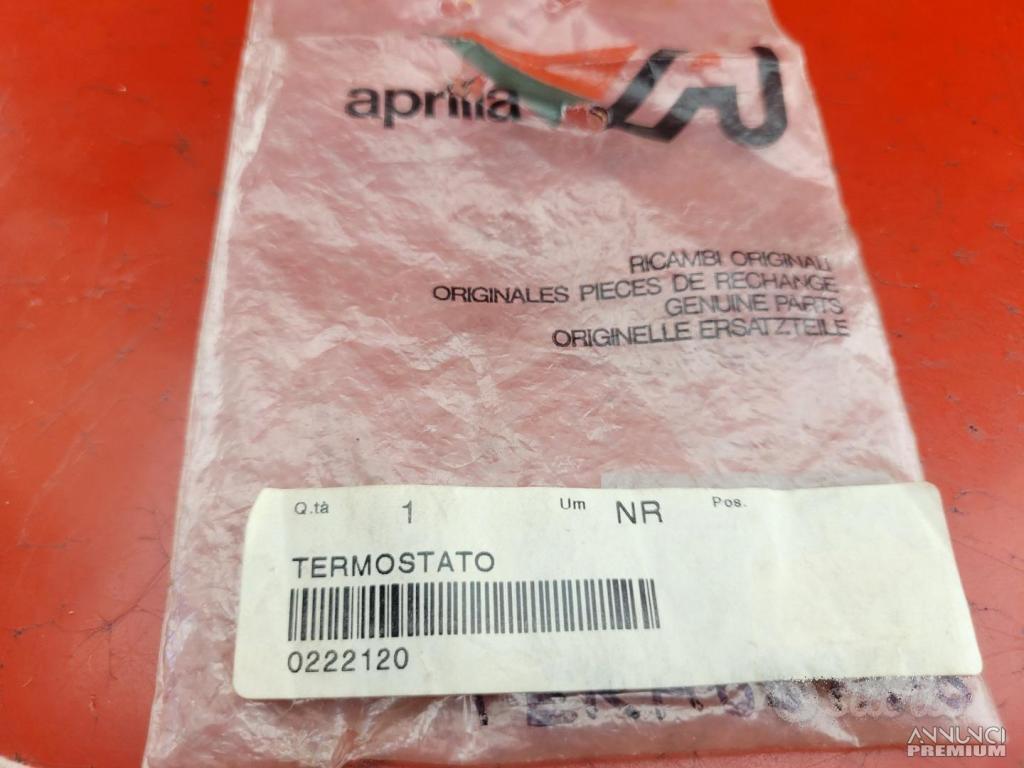 aprilia
RICAMBI ORIGINALI
ORIGINALES PIECES DE RECHANGE
GENUINE PARTS
ORIGINELLE ERSATZTEILE
Q.tà 1 Um NR Pos.
TERMOSTATO
0222120
ANNUNCI
PREMIUM